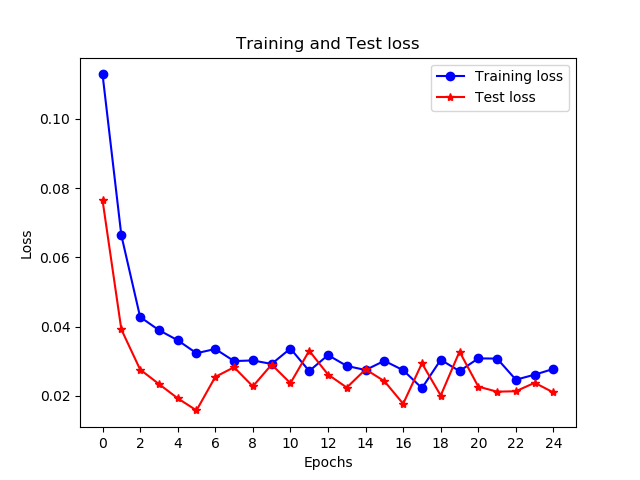 Training and Test loss
Training loss
Test loss
0.10
0.08
0.06
0.04
0.02
Loss
0 2 4 6 8 10 12 14 16 18 20 22 24
Epochs